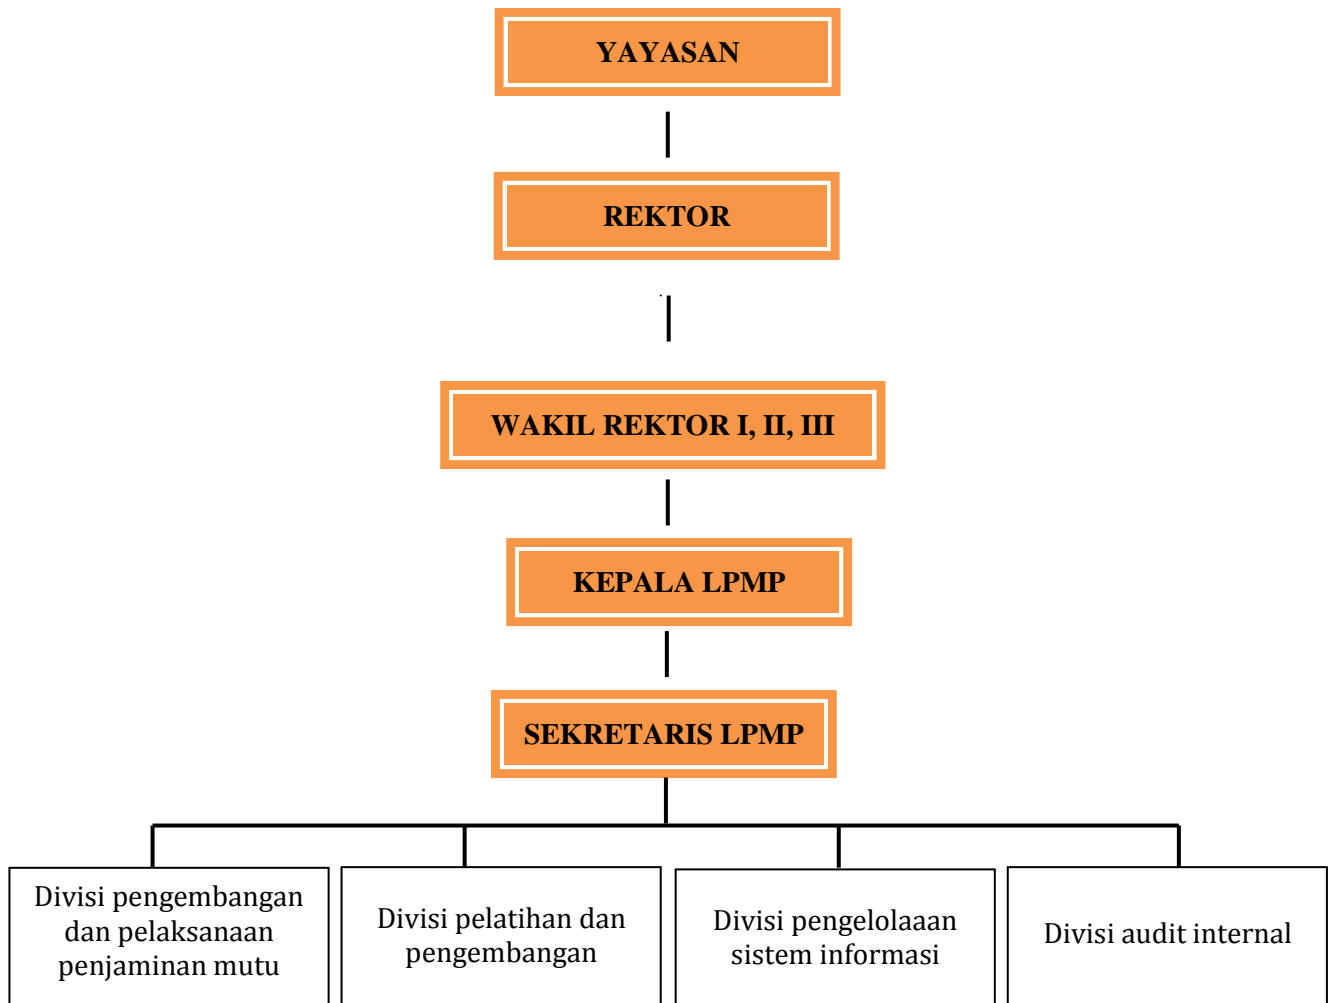 YAYASAN
REKTOR
WAKIL REKTOR I, II, III
KEPALA LPMP
SEKRETARIS LPMP
Divisi pengembangan
dan pelaksanaan
penjaminan mutu
Divisi pelatihan dan
pengembangan
Divisi pengelolaaan
sistem informasi
Divisi audit internal